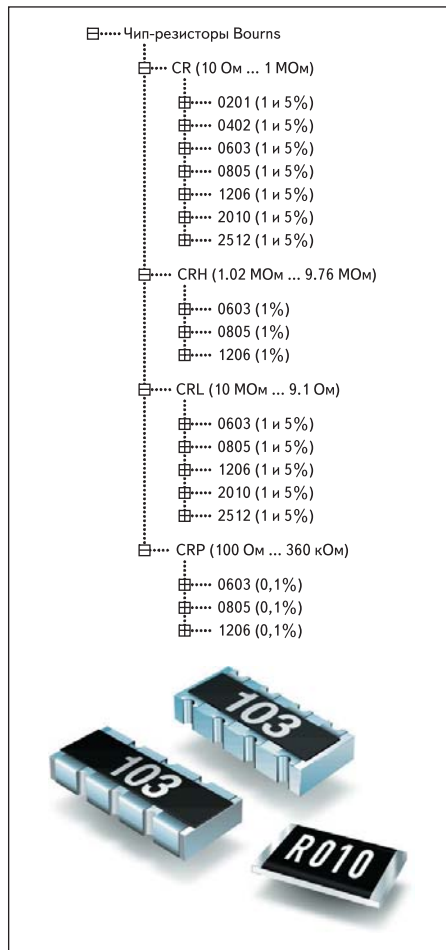 Чип-резисторы Bourns
CR (10 Ом ... 1 МОм)
0201 (1 и 5%)
0402 (1 и 5%)
0603 (1 и 5%)
0805 (1 и 5%)
1206 (1 и 5%)
2010 (1 и 5%)
2512 (1 и 5%)
CRH (1.02 МОм ... 9.76 МОм)
0603 (1%)
0805 (1%)
1206 (1%)
CRL (10 МОм ... 9.1 Ом)
0603 (1 и 5%)
0805 (1 и 5%)
1206 (1 и 5%)
2010 (1 и 5%)
2512 (1 и 5%)
CRP (100 Ом ... 360 кОм)
0603 (0,1%)
0805 (0,1%)
1206 (0,1%)
103
103
R010